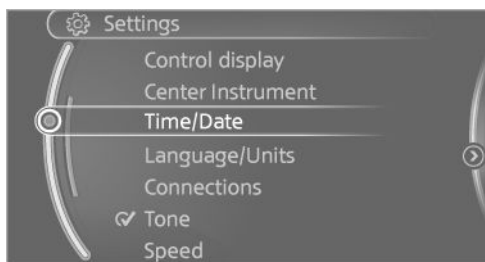 Settings
Control display
Center Instrument
Time/Date
Language/Units
Connections
Tone
Speed